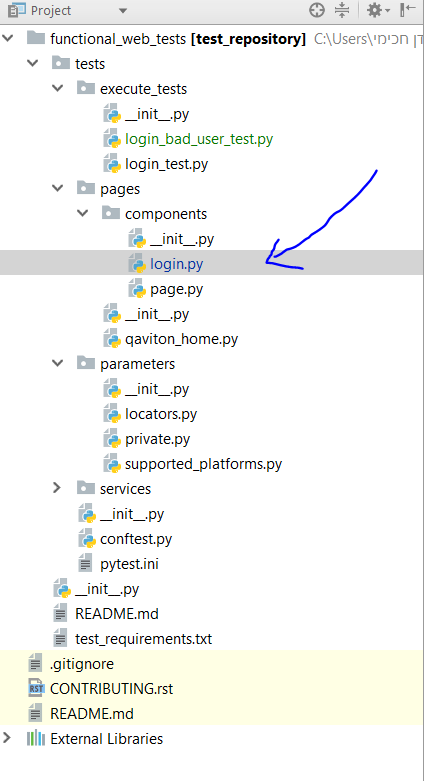 Project
functional_web_tests [test_repository] C:\Users\דן חכימי
tests
execute_tests
__init__.py
login_bad_user_test.py
login_test.py
pages
components
__init__.py
login.py
page.py
__init__.py
qaviton_home.py
parameters
__init__.py
locators.py
private.py
supported_platforms.py
services
__init__.py
conftest.py
pytest.ini
__init__.py
README.md
test_requirements.txt
.gitignore
RST CONTRIBUTING.rst
README.md
External Libraries